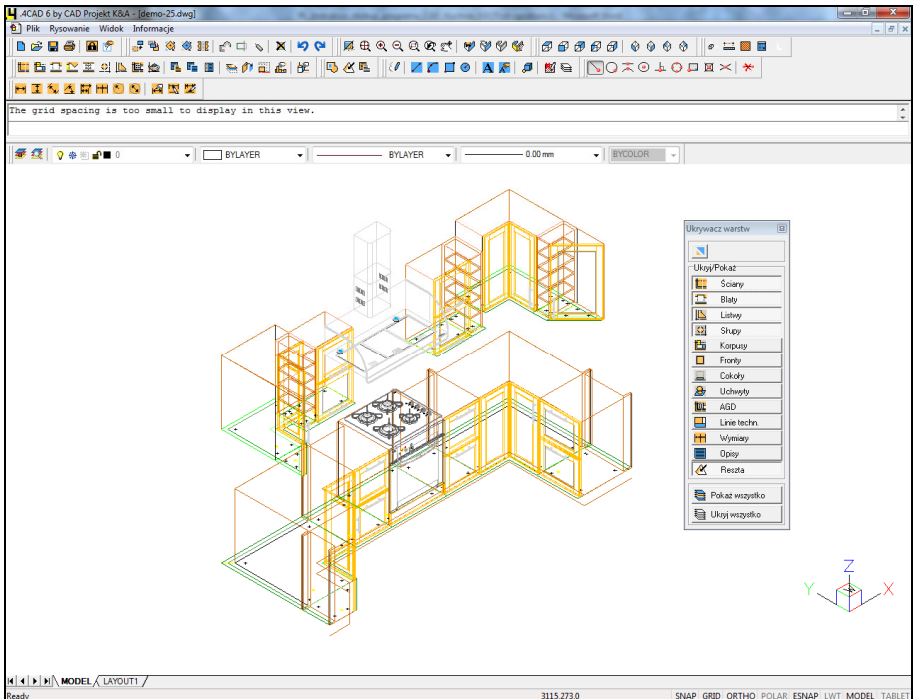 .4CAD 6 by CAD Projekt K&A - [demo-25.dwg]
Plik Rysowanie Widok Informacje
The grid spacing is too small to display in this view.
0 BYLAYER BYLAYER 0.00 mm BYCOLOR
Ukrywacz warstw
Ukryj/Pokaż
Ściany
Blaty
Listwy
Słupy
Korpusy
Fronty
Cokoły
Uchwyty
AGD
Linie techn.
Wymiary
Opisy
Reszta
Pokaż wszystko
Ukryj wszystko
Z
Y X
MODEL LAYOUT1
Ready 3115.273.0 SNAP GRID ORTHO POLAR ESNAP LWT MODEL TABLET